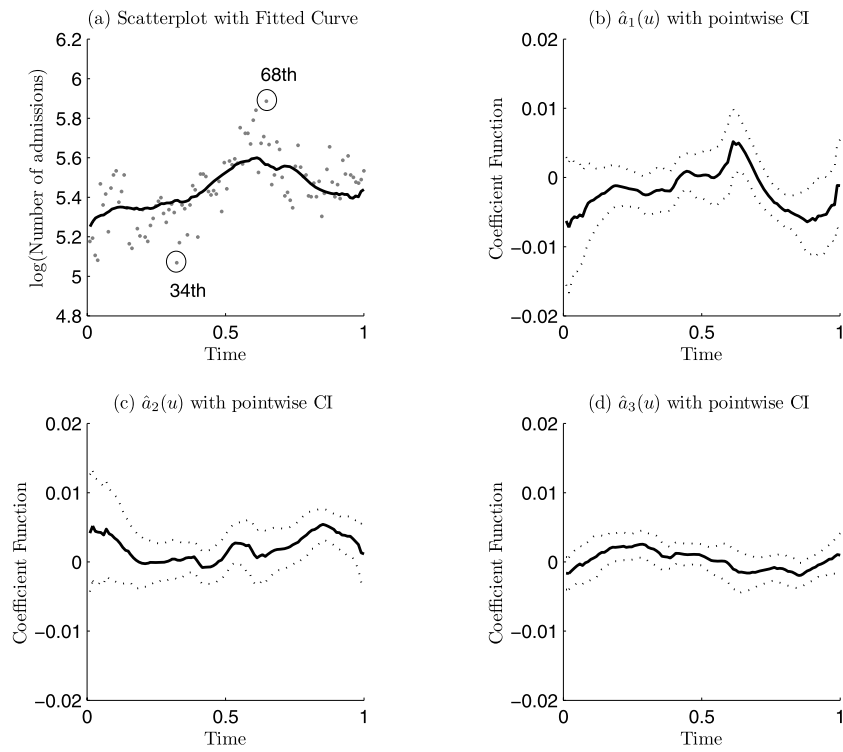 (a) Scatterplot with Fitted Curve
6.2
6
5.8
5.6
5.4
5.2
5
4.8
log(Number of admissions)
68th
34th
0
0.5
1
Time
(b) â₁(u) with pointwise CI
0.02
0.01
0
−0.01
−0.02
Coefficient Function
0
0.5
1
Time
(c) â₂(u) with pointwise CI
0.02
0.01
0
−0.01
−0.02
Coefficient Function
0
0.5
1
Time
(d) â₃(u) with pointwise CI
0.02
0.01
0
−0.01
−0.02
Coefficient Function
0
0.5
1
Time